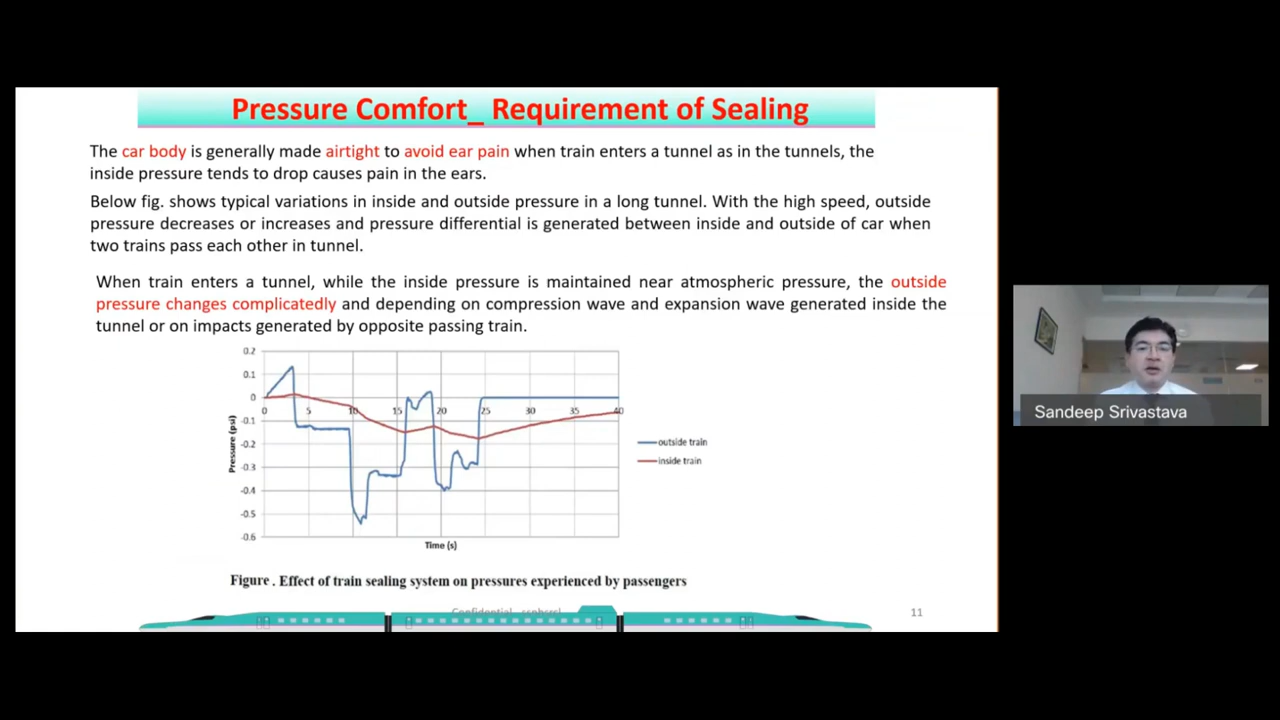 Pressure Comfort_ Requirement of Sealing
The car body is generally made airtight to avoid ear pain when train enters a tunnel as in the tunnels, the
inside pressure tends to drop causes pain in the ears.
Below fig. shows typical variations in inside and outside pressure in a long tunnel. With the high speed, outside
pressure decreases or increases and pressure differential is generated between inside and outside of car when
two trains pass each other in tunnel.
When train enters a tunnel, while the inside pressure is maintained near atmospheric pressure, the outside
pressure changes complicatedly and depending on compression wave and expansion wave generated inside the
tunnel or on impacts generated by opposite passing train.
0.2
0.1
0
0 5 10 15 20 25 30 35 40
-0.1
-0.2
-0.3
-0.4
-0.5
-0.6
Pressure (psi)
Time (s)
outside train
inside train
Figure . Effect of train sealing system on pressures experienced by passengers
Confidential
11
Sandeep Srivastava